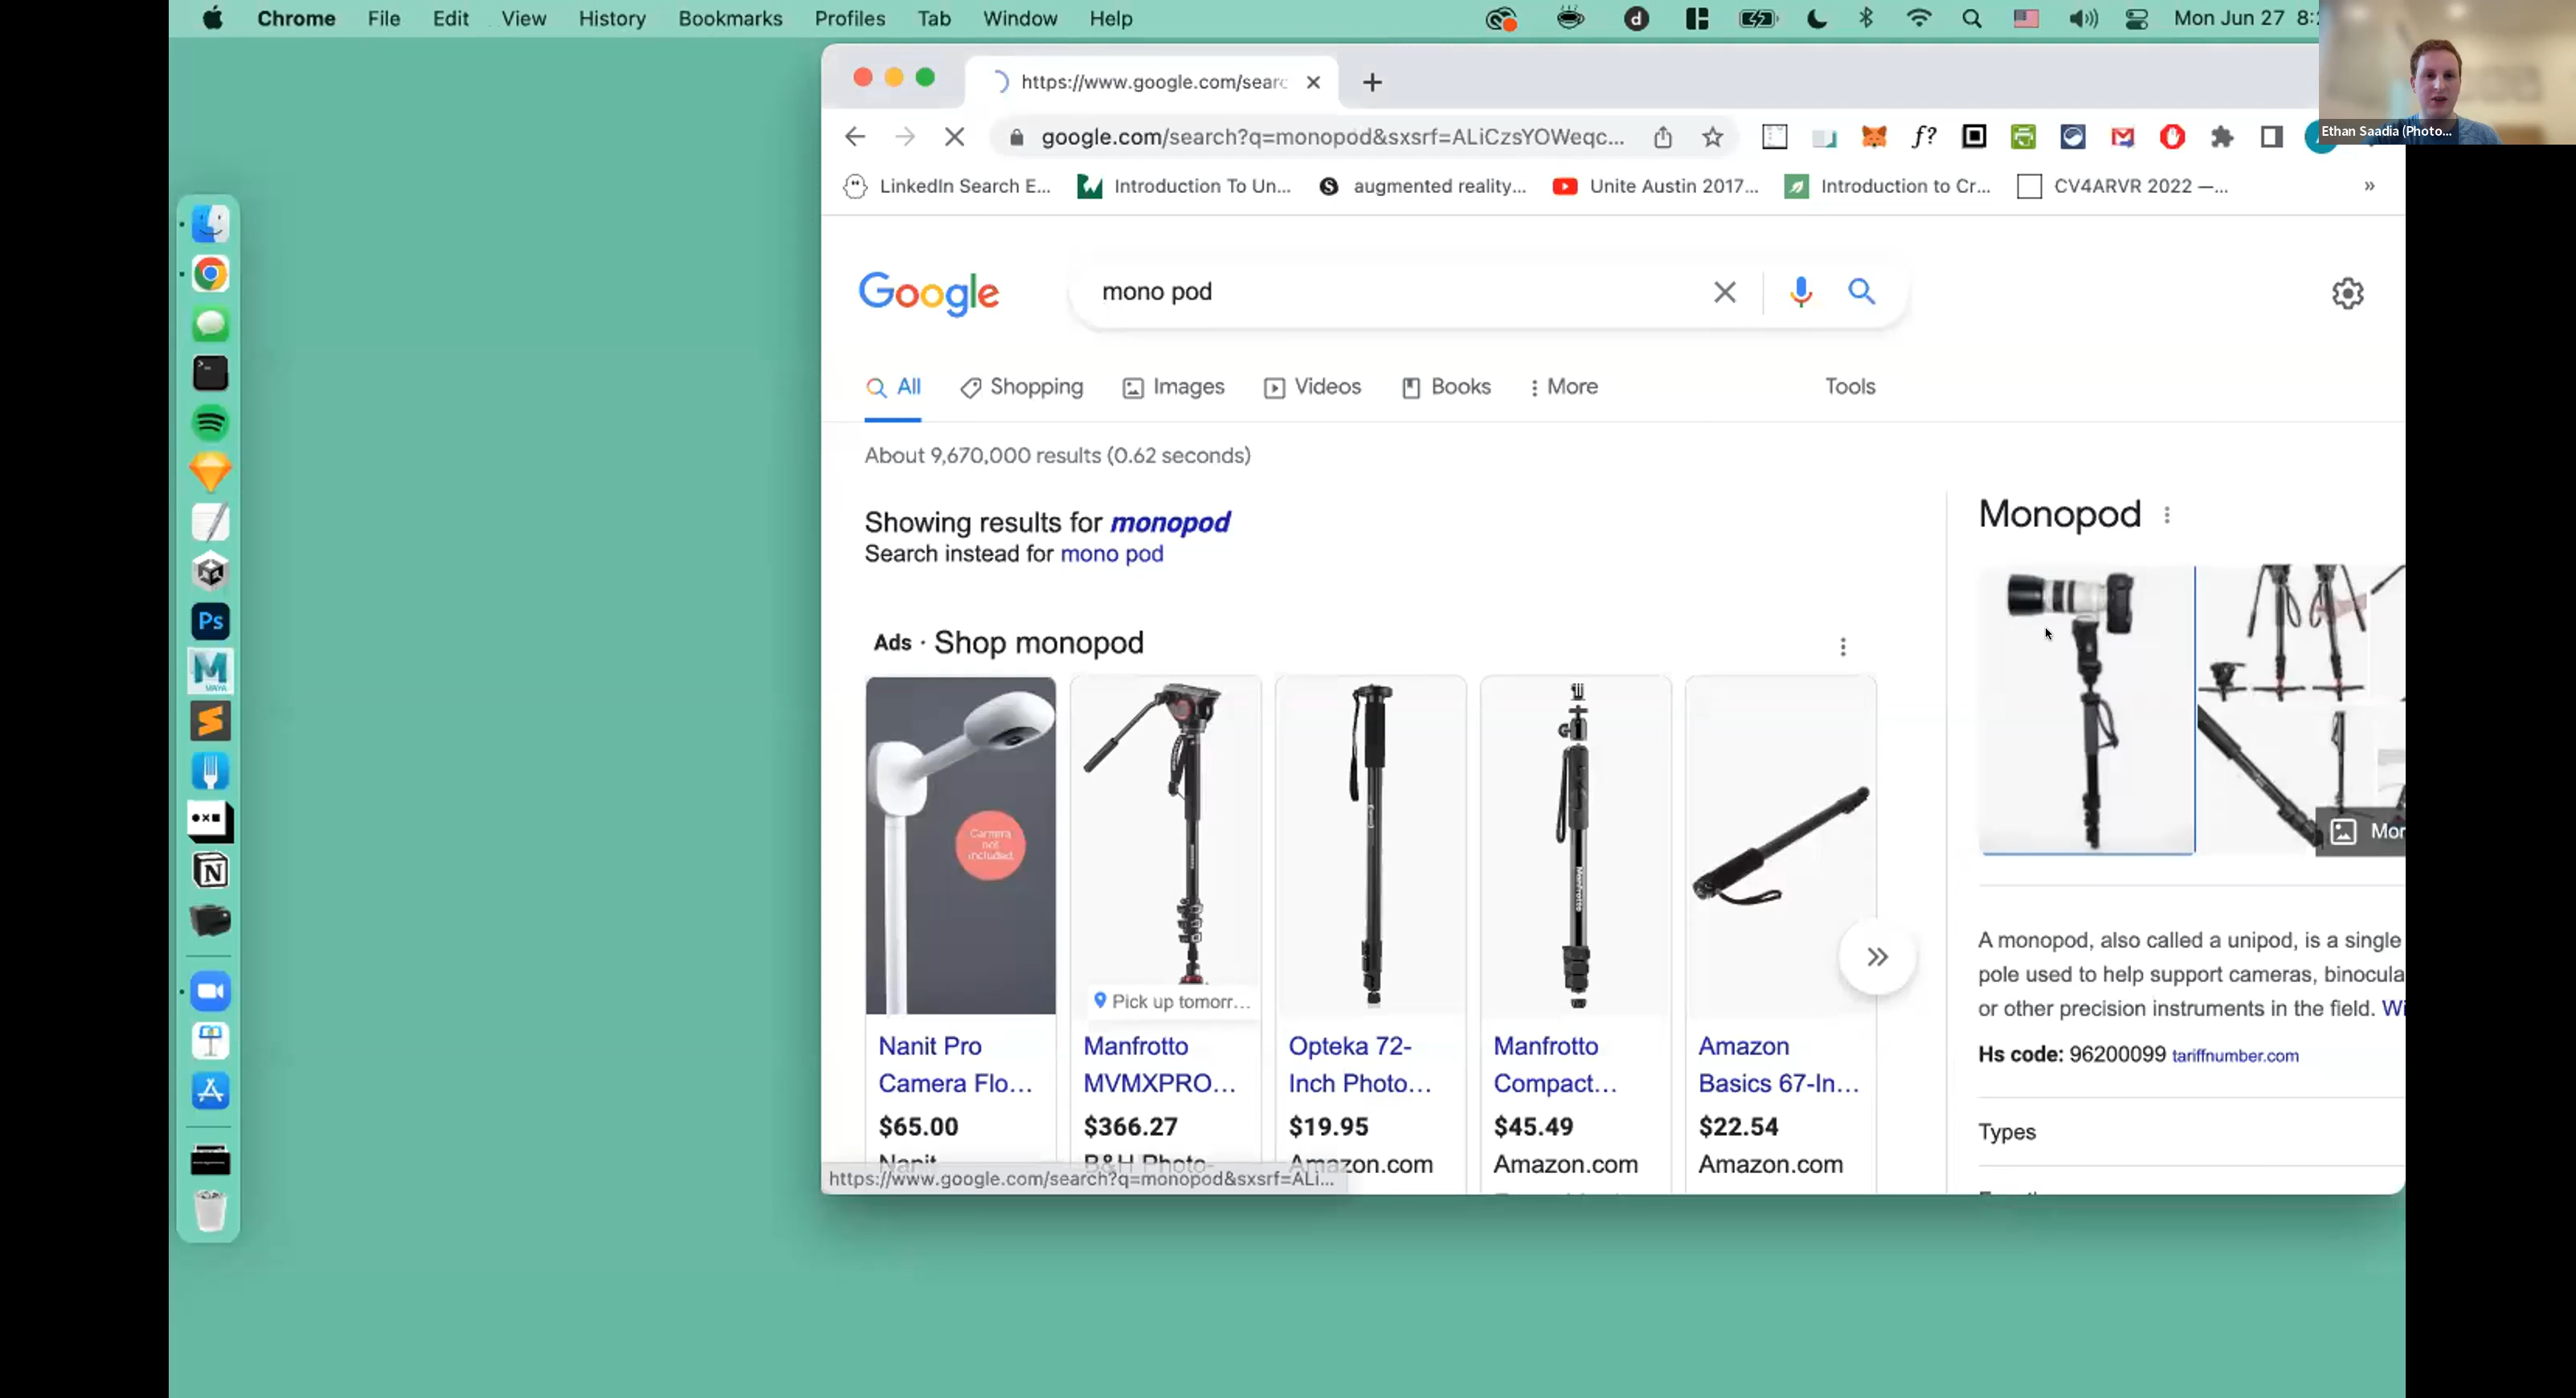 Chrome File Edit View History Bookmarks Profiles Tab Window Help
Mon Jun 27 8:
Ethan Saadia (Photo...
https://www.google.com/sear
google.com/search?q=monopod&sxsrf=ALiCzsYOWeqc...
LinkedIn Search E... Introduction To Un... augmented reality... Unite Austin 2017... Introduction to Cr... CV4ARVR 2022 —... »
Google
mono pod
All Shopping Images Videos Books More Tools
About 9,670,000 results (0.62 seconds)
Showing results for monopod
Search instead for mono pod
Ads · Shop monopod
Camera
not
included
Manfrotto
Pick up tomorr...
Nanit Pro
Camera Flo...
$65.00
Nanit
Manfrotto
MVMXPRO...
$366.27
B&H Photo-
Opteka 72-
Inch Photo...
$19.95
Amazon.com
Manfrotto
Compact...
$45.49
Amazon.com
Amazon
Basics 67-In...
$22.54
Amazon.com
https://www.google.com/search?q=monopod&sxsrf=ALi...
Monopod
Mor
A monopod, also called a unipod, is a single
pole used to help support cameras, binocula
or other precision instruments in the field. Wi
Hs code: 96200099 tariffnumber.com
Types
Ps
MAYA